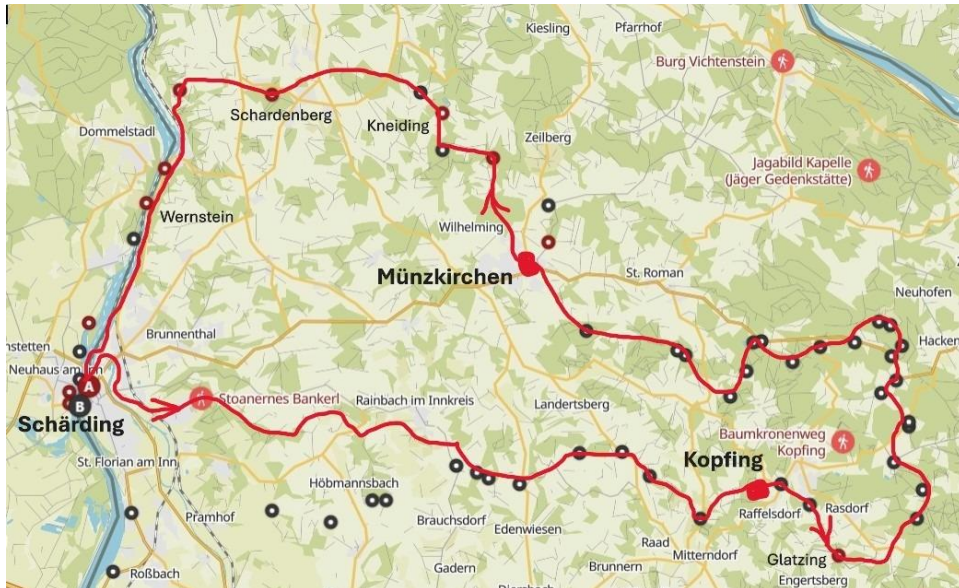 Kiesling
Pfarrhof
Burg Vichtenstein
Schardenberg
Dommelstadl
Kneiding
Zeilberg
Jagabild Kapelle
(Jäger Gedenkstätte)
Wernstein
Wilhelming
Münzkirchen
St. Roman
Neuhofen
Brunnenthal
nstetten
Hacken
Neuhaus am Inn
A
B
Stoanernes Bankerl
Rainbach im Innkreis
Landertsberg
Schärding
Baumkronenweg
Kopfing
Kopfing
St. Florian am Inn
Höbmannsbach
Raffelsdorf
Rasdorf
Pramhof
Brauchsdorf
Edenwiesen
Raad
Mitterndorf
Glatzing
Gadern
Brunnern
Roßbach
Engertsberg